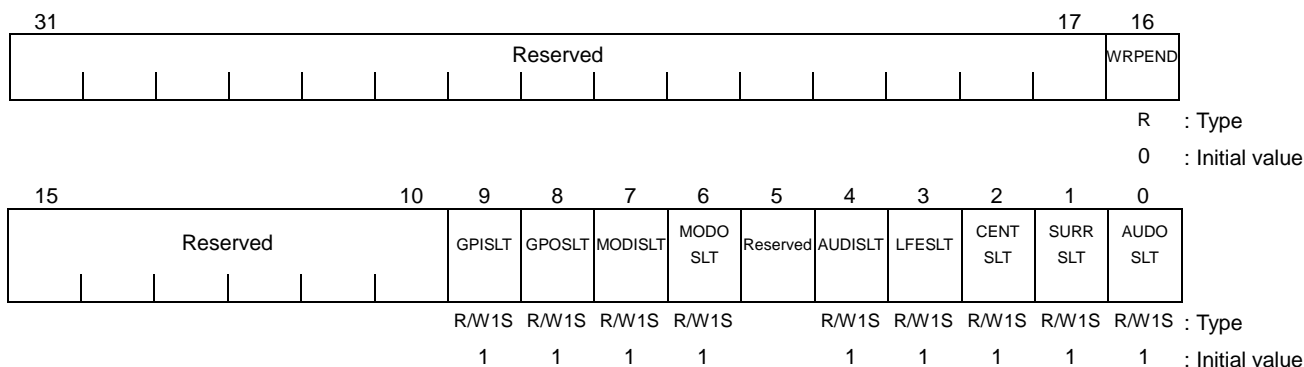 31 17 16
Reserved WRPEND
R : Type
0 : Initial value
15 10 9 8 7 6 5 4 3 2 1 0
Reserved GPISLT GPOSLT MODISLT MODO SLT Reserved AUDISLT LFESLT CENT SLT SURR SLT AUDO SLT
R/W1S R/W1S R/W1S R/W1S R/W1S R/W1S R/W1S R/W1S R/W1S : Type
1 1 1 1 1 1 1 1 1 : Initial value